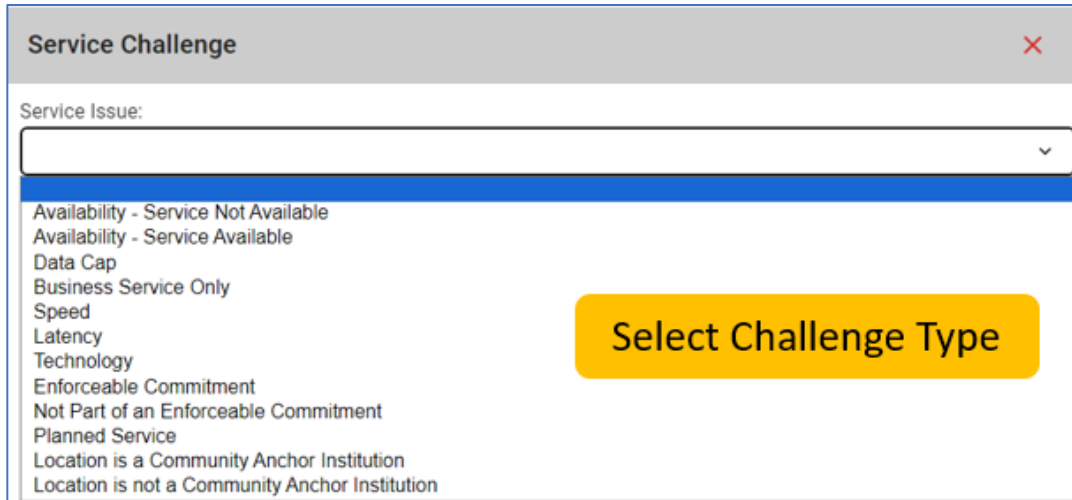 Service Challenge
Service Issue:
Availability - Service Not Available
Availability - Service Available
Data Cap
Business Service Only
Speed
Latency
Technology
Enforceable Commitment
Not Part of an Enforceable Commitment
Planned Service
Location is a Community Anchor Institution
Location is not a Community Anchor Institution
Select Challenge Type